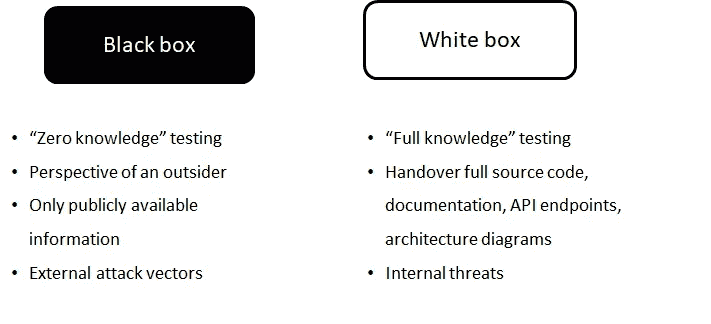 Black box
• “Zero knowledge” testing
• Perspective of an outsider
• Only publicly available
information
• External attack vectors
White box
• “Full knowledge” testing
• Handover full source code,
documentation, API endpoints,
architecture diagrams
• Internal threats